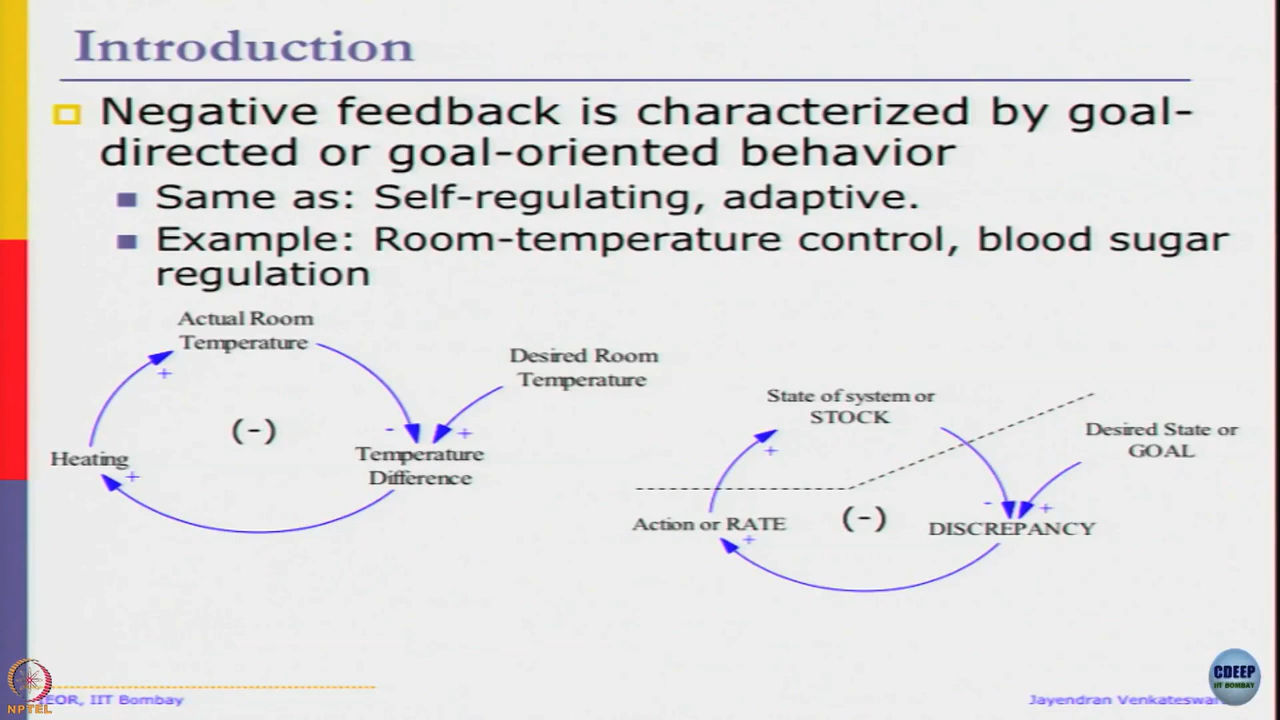 Introduction
Negative feedback is characterized by goal-
directed or goal-oriented behavior
Same as: Self-regulating, adaptive.
Example: Room-temperature control, blood sugar
regulation
Actual Room
Temperature
Desired Room
Temperature
+
(-)
- +
Heating
+
Temperature
Difference
State of system or
STOCK
Desired State or
GOAL
+
- +
Action or RATE
(-)
DISCREPANCY
+
CDEEP
IIT BOMBAY
NPTEL
IEOR, IIT Bombay
Jayendran